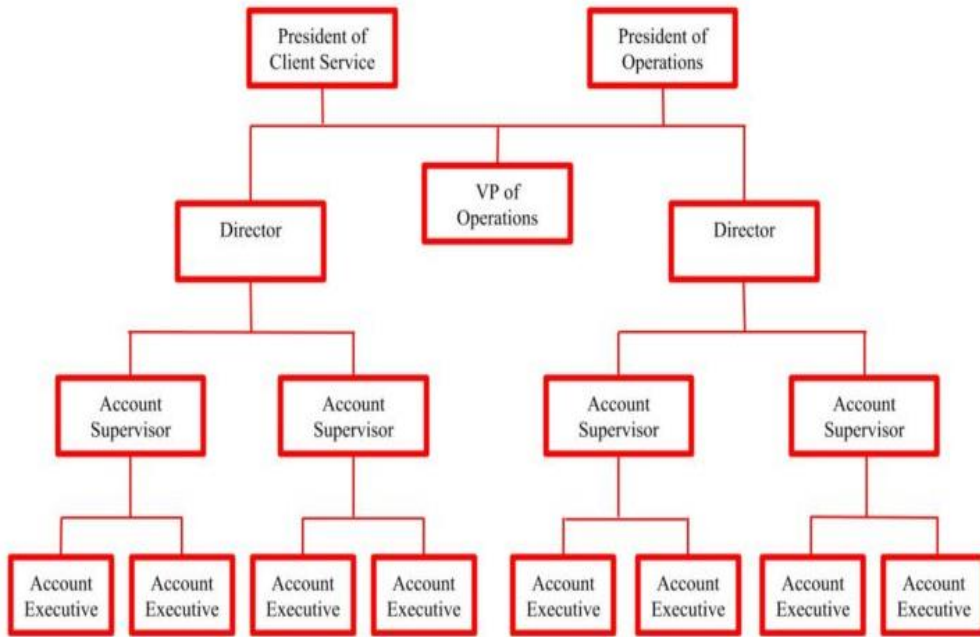 President of
Client Service
President of
Operations
VP of
Operations
Director
Director
Account
Supervisor
Account
Supervisor
Account
Supervisor
Account
Supervisor
Account
Executive
Account
Executive
Account
Executive
Account
Executive
Account
Executive
Account
Executive
Account
Executive
Account
Executive